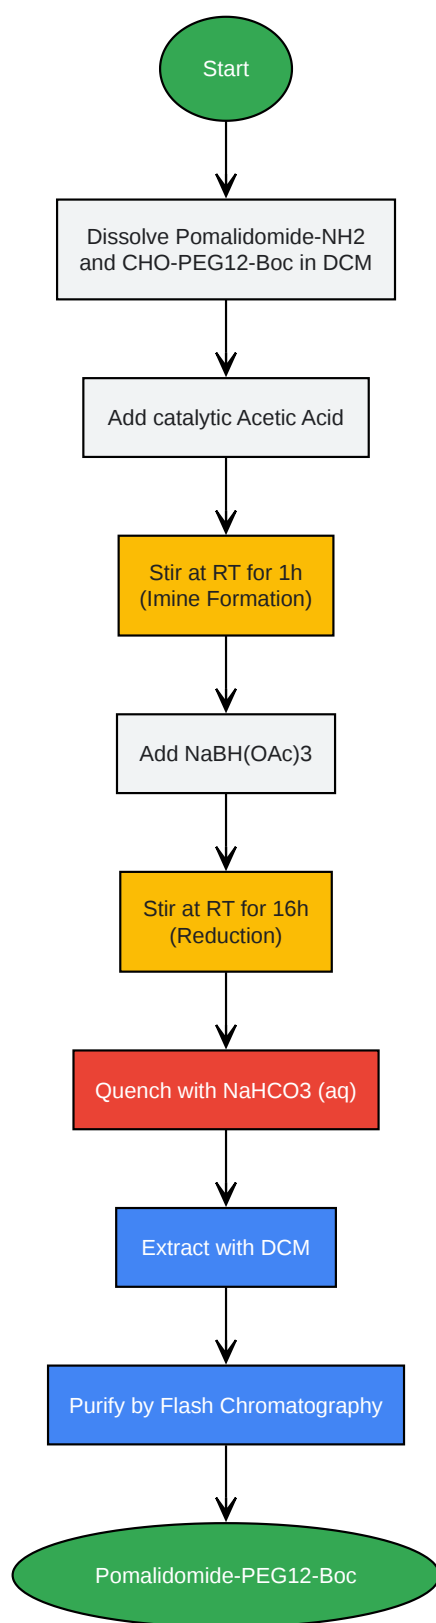 Start
Dissolve Pomalidomide-NH2
and CHO-PEG12-Boc in DCM
Add catalytic Acetic Acid
Stir at RT for 1h
(Imine Formation)
Add NaBH(OAc)3
Stir at RT for 16h
(Reduction)
Quench with NaHCO3 (aq)
Extract with DCM
Purify by Flash Chromatography
Pomalidomide-PEG12-Boc